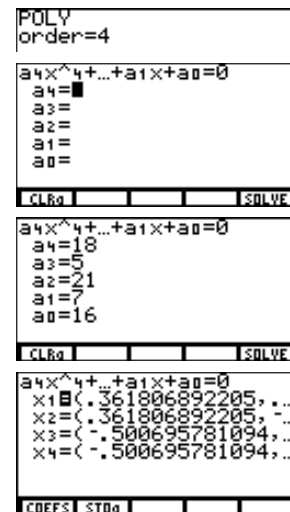 POLY
order=4
a4x^4+…+a1x+a0=0
a4=
a3=
a2=
a1=
a0=
CLRq SOLVE
a4x^4+…+a1x+a0=0
a4=18
a3=5
a2=21
a1=7
a0=16
CLRq SOLVE
a4x^4+…+a1x+a0=0
x1=(.361806892205,…
x2=(.361806892205,-…
x3=(-.500695781094,…
x4=(-.500695781094,…
COEFS STOa